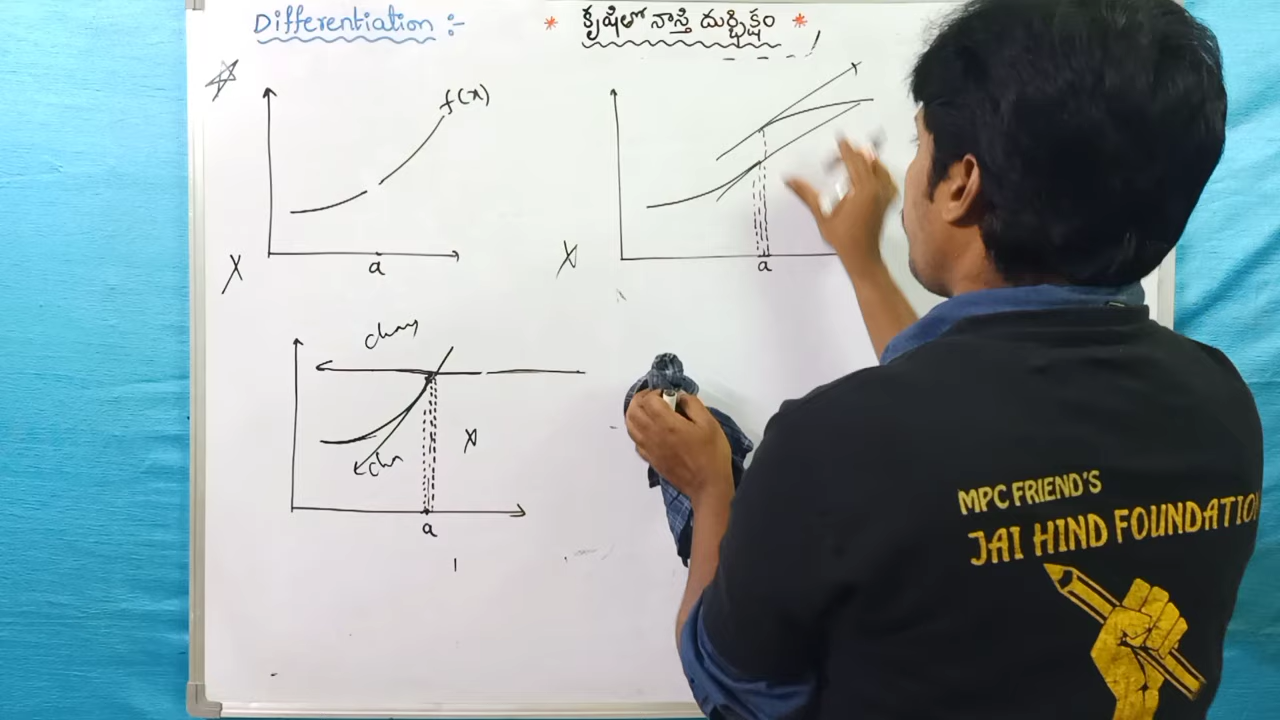 Differentiation :-
* కృషిలో నాస్తి దుర్భిక్షం *
f(x)
a
X
a
X
a
MPC FRIEND'S
JAI HIND FOUNDATIO